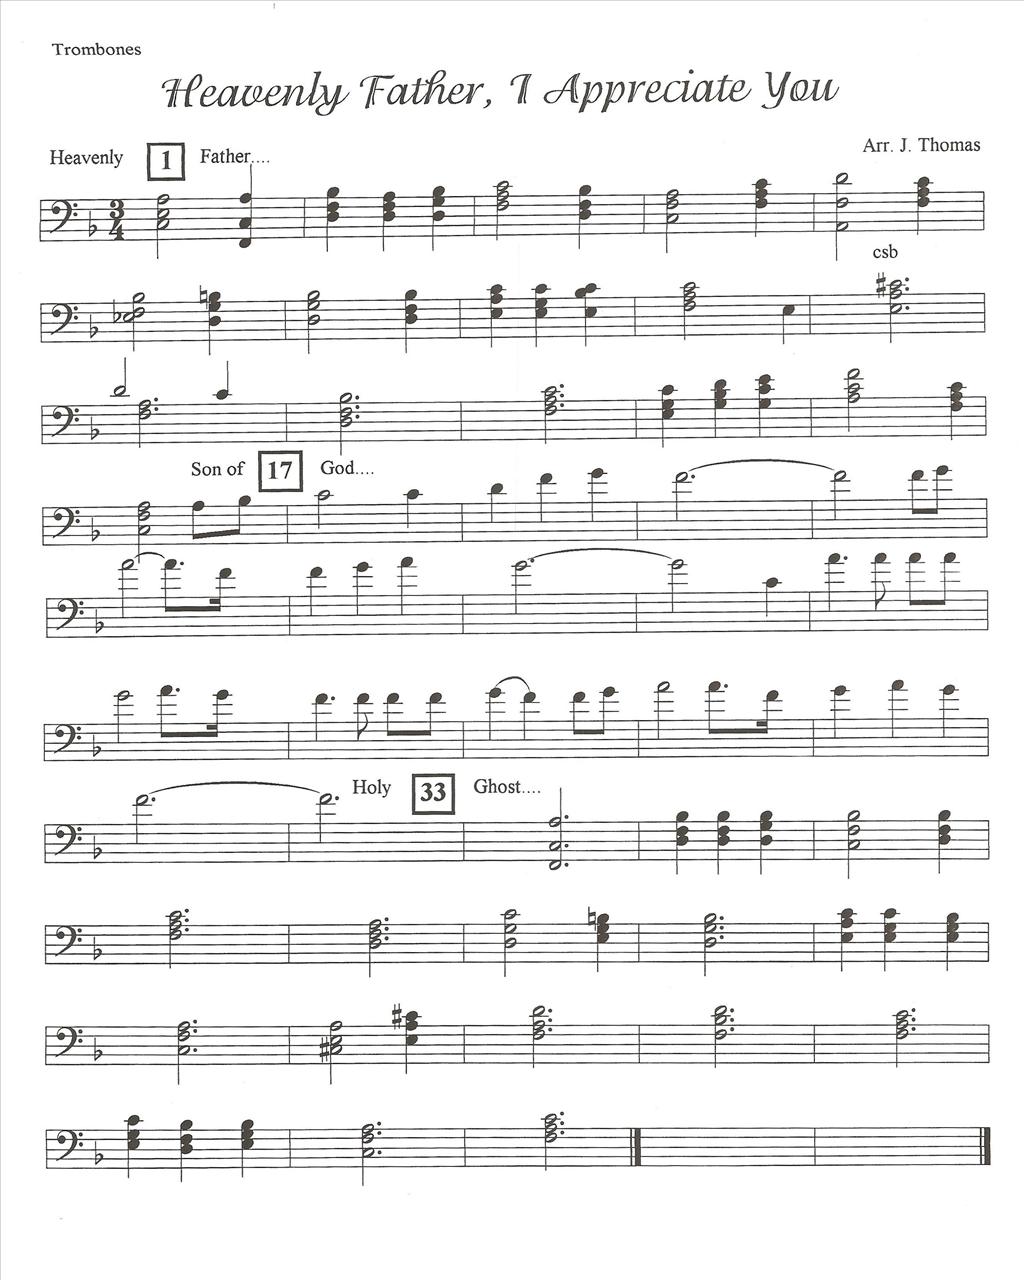 Trombones
Heavenly Father, I Appreciate You
Arr. J. Thomas
Heavenly 1 Father....
3
4
csb
Son of 17 God....
Holy 33 Ghost....